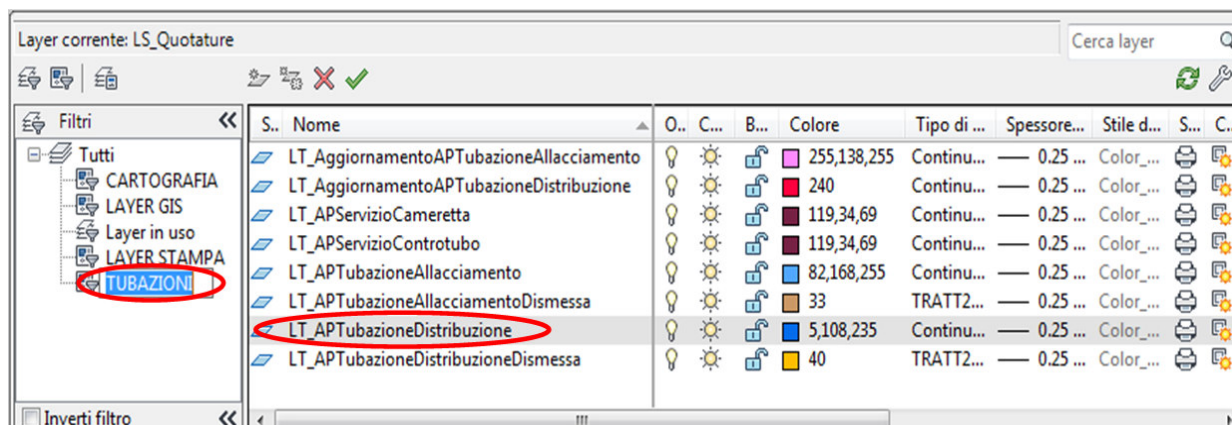 Layer corrente: LS_Quotature
Cerca layer
Filtri
Tutti
CARTOGRAFIA
LAYER GIS
Layer in uso
LAYER STAMPA
TUBAZIONI
Inverti filtro
S.. Nome O.. C... B... Colore Tipo di ... Spessore... Stile d... S... C.
LT_AggiornamentoAPTubazioneAllacciamento 255,138,255 Continu... 0.25 ... Color_...
LT_AggiornamentoAPTubazioneDistribuzione 240 Continu... 0.25 ... Color_...
LT_APServizioCameretta 119,34,69 Continu... 0.25 ... Color_...
LT_APServizioControtubo 119,34,69 Continu... 0.25 ... Color_...
LT_APTubazioneAllacciamento 82,168,255 Continu... 0.25 ... Color_...
LT_APTubazioneAllacciamentoDismessa 33 TRATT2... 0.25 ... Color_...
LT_APTubazioneDistribuzione 5,108,235 Continu... 0.25 ... Color_...
LT_APTubazioneDistribuzioneDismessa 40 TRATT2... 0.25 ... Color_...